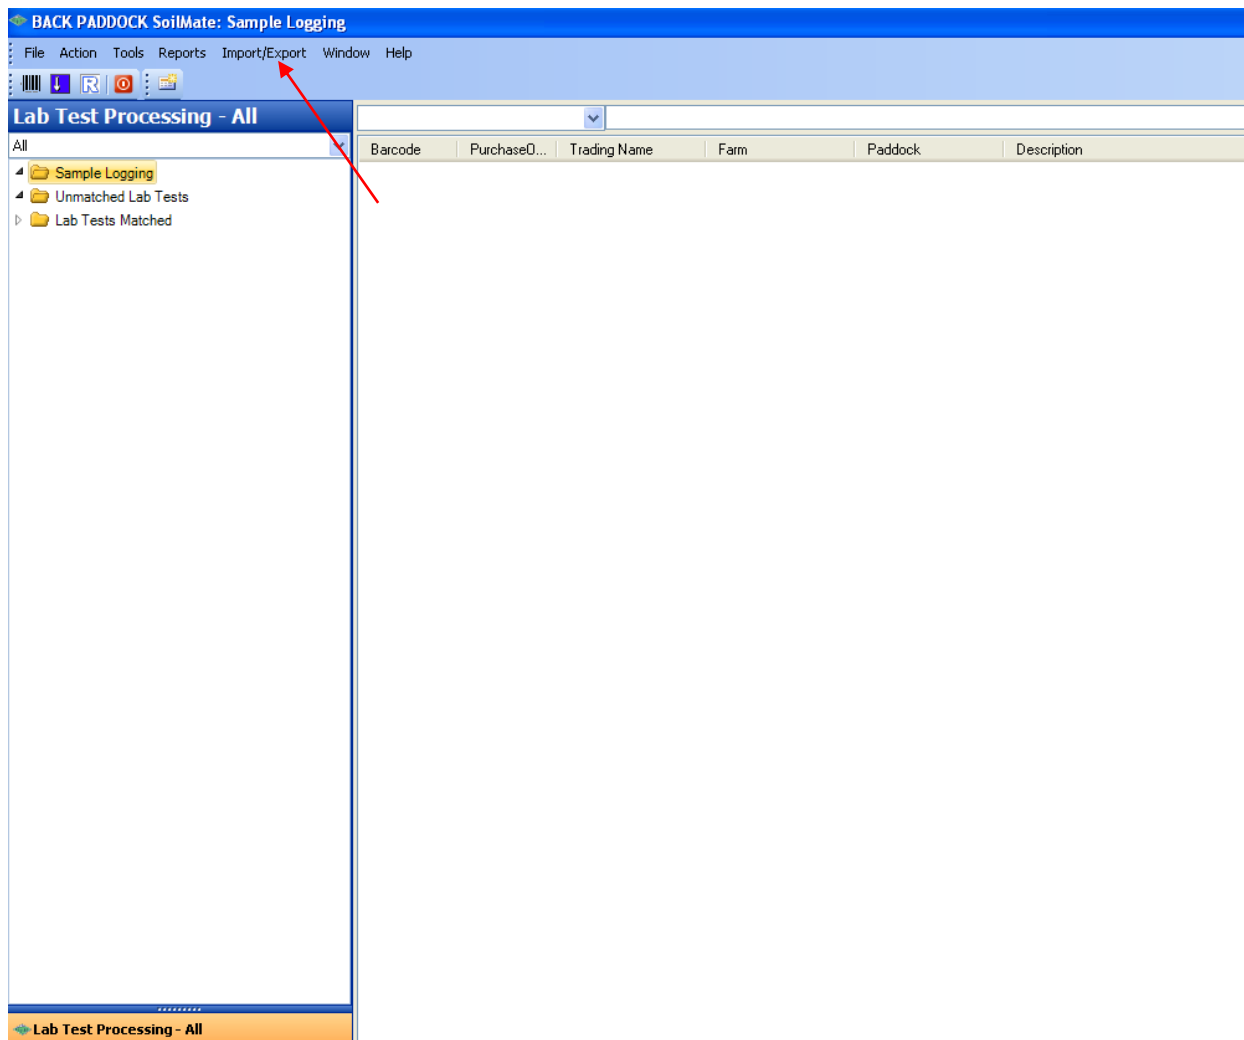 BACK PADDOCK SoilMate: Sample Logging
File Action Tools Reports Import/Export Window Help
R
Lab Test Processing - All
All
Barcode PurchaseO... Trading Name Farm Paddock Description
Sample Logging
Unmatched Lab Tests
Lab Tests Matched
Lab Test Processing - All